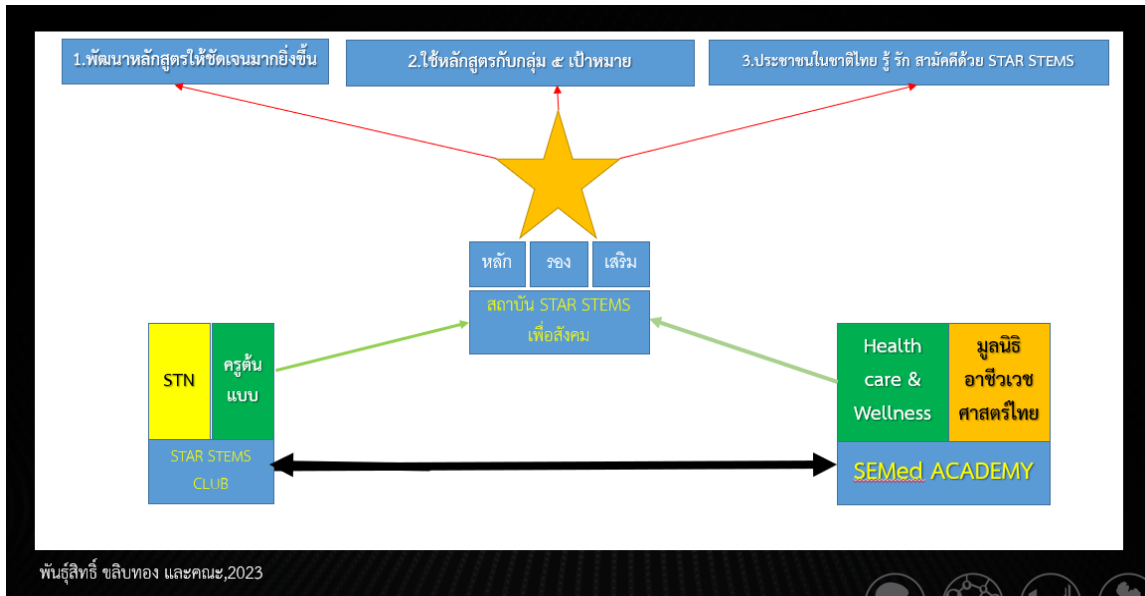 1.พัฒนาหลักสูตรให้ชัดเจนมากยิ่งขึ้น
2.ใช้หลักสูตรกับกลุ่ม ๕ เป้าหมาย
3.ประชาชนในชาติไทย รู้ รัก สามัคคีด้วย STAR STEMS
หลัก
รอง
เสริม
สถาบัน STAR STEMS
เพื่อสังคม
STN
ครูต้น
แบบ
STAR STEMS
CLUB
Health
care &
Wellness
มูลนิธิ
อาชีวเวช
ศาสตร์ไทย
SEMed ACADEMY
พันธุ์สิทธิ์ ขลิบทอง และคณะ,2023